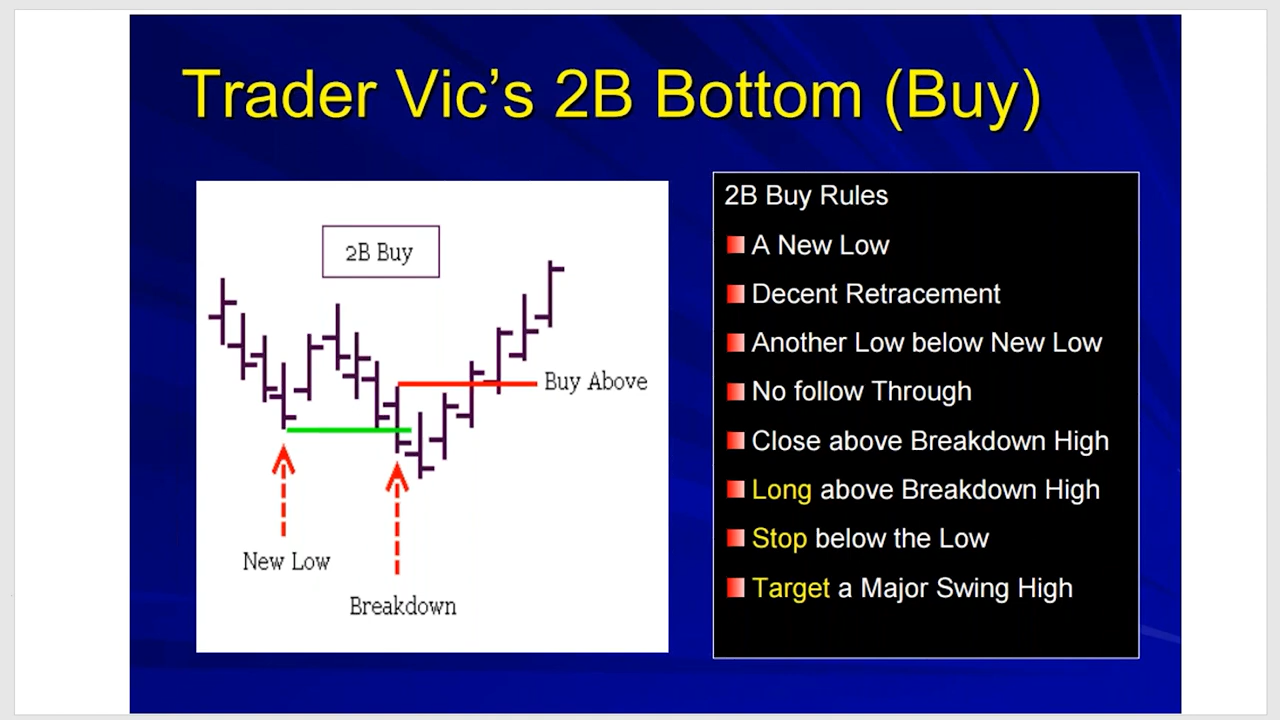 Trader Vic’s 2B Bottom (Buy)
2B Buy
Buy Above
New Low
Breakdown
2B Buy Rules
A New Low
Decent Retracement
Another Low below New Low
No follow Through
Close above Breakdown High
Long above Breakdown High
Stop below the Low
Target a Major Swing High